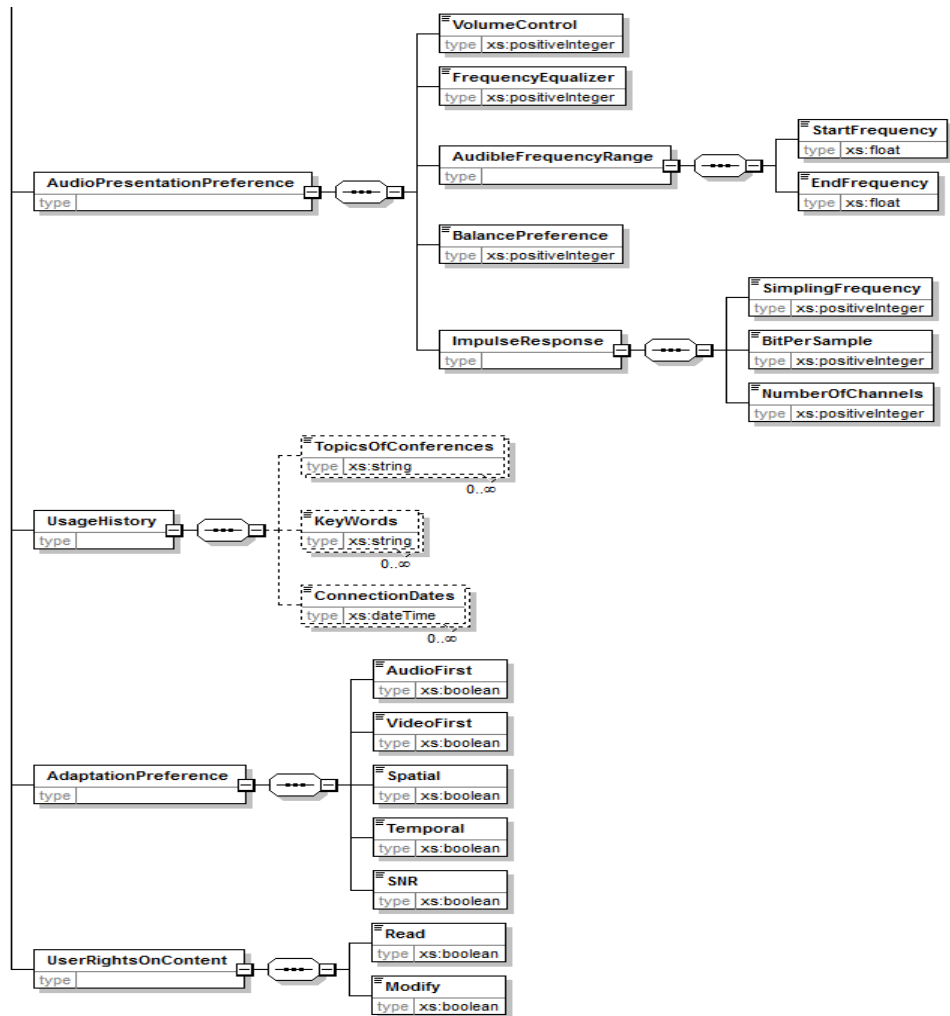 VolumeControl
type xs:positiveInteger
FrequencyEqualizer
type xs:positiveInteger
StartFrequency
type xs:float
AudibleFrequencyRange
type
EndFrequency
type xs:float
AudioPresentationPreference
type
BalancePreference
type xs:positiveInteger
SimplingFrequency
type xs:positiveInteger
ImpulseResponse
type
BitPerSample
type xs:positiveInteger
NumberOfChannels
type xs:positiveInteger
TopicsOfConferences
type xs:string
0..∞
UsageHistory
type
KeyWords
type xs:string
0..∞
ConnectionDates
type xs:dateTime
0..∞
AudioFirst
type xs:boolean
VideoFirst
type xs:boolean
AdaptationPreference
type
Spatial
type xs:boolean
Temporal
type xs:boolean
SNR
type xs:boolean
UserRightsOnContent
type
Read
type xs:boolean
Modify
type xs:boolean